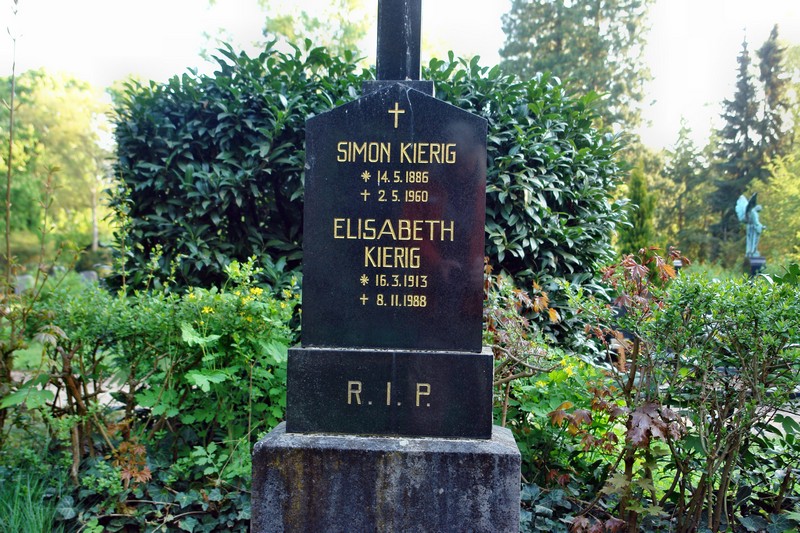 SIMON KIERIG
* 14.5.1886
† 2.5.1960
ELISABETH
KIERIG
* 16.3.1913
† 8.11.1988
R. I. P.